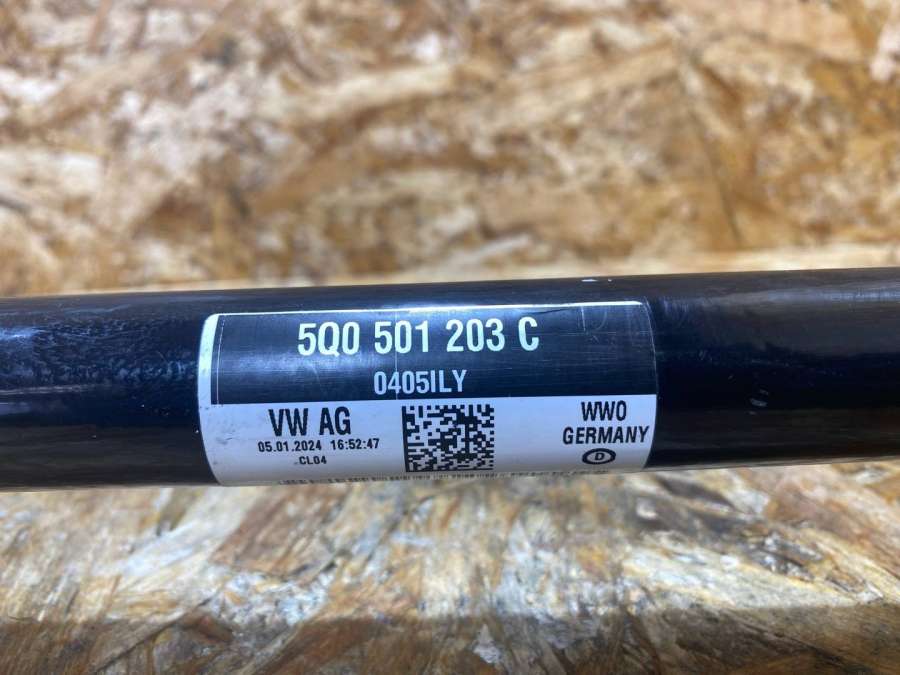 5Q0 501 203 C
0405ILY
VW AG
05.01.2024 16:52:47
CL04
WWO
GERMANY
D